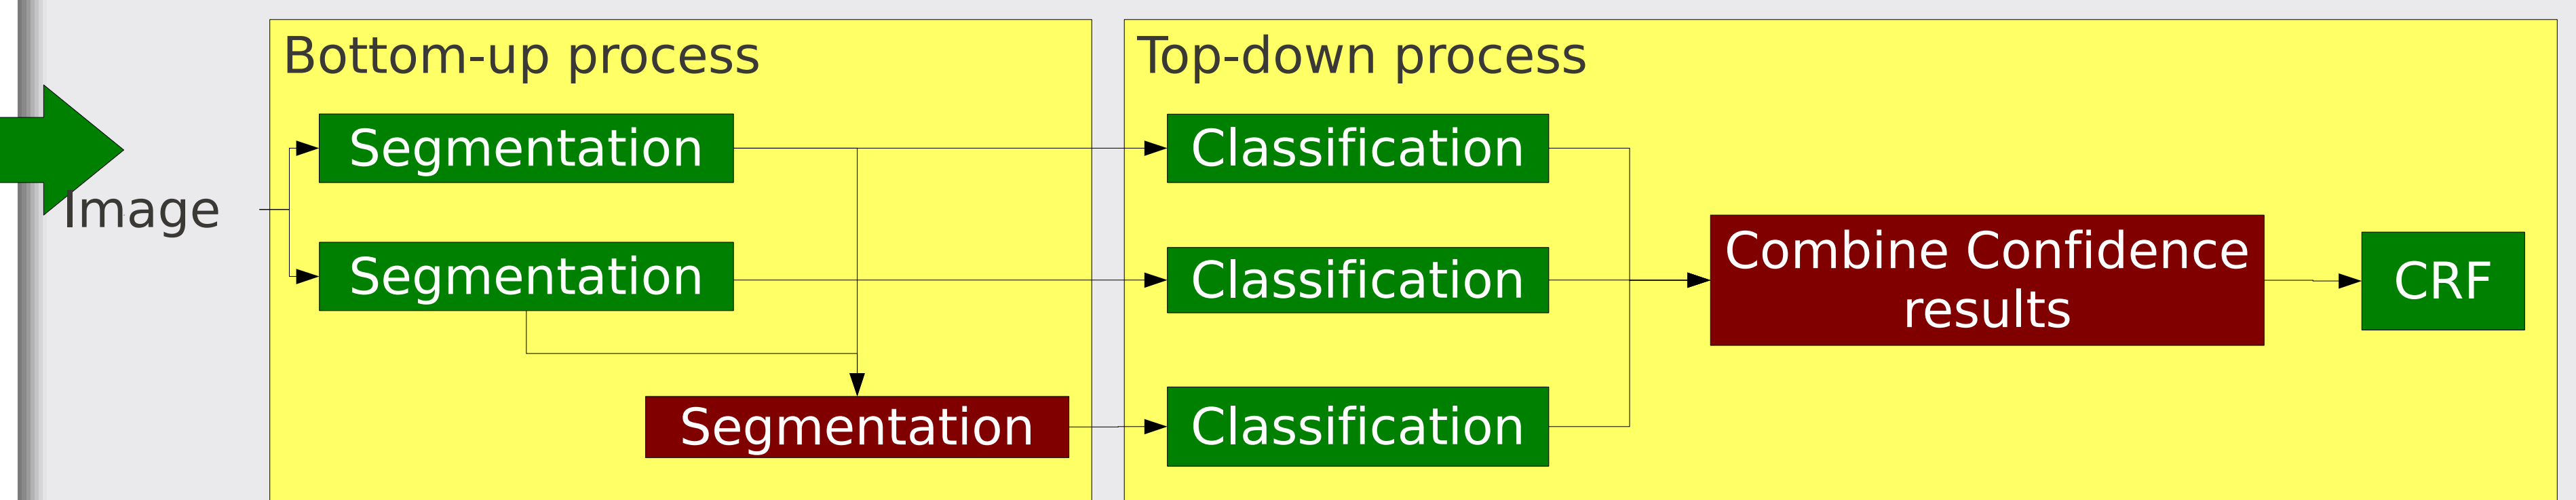 Bottom-up process
Segmentation
Image
Segmentation
Segmentation
Top-down process
Classification
Classification
Classification
Combine Confidence
results
CRF